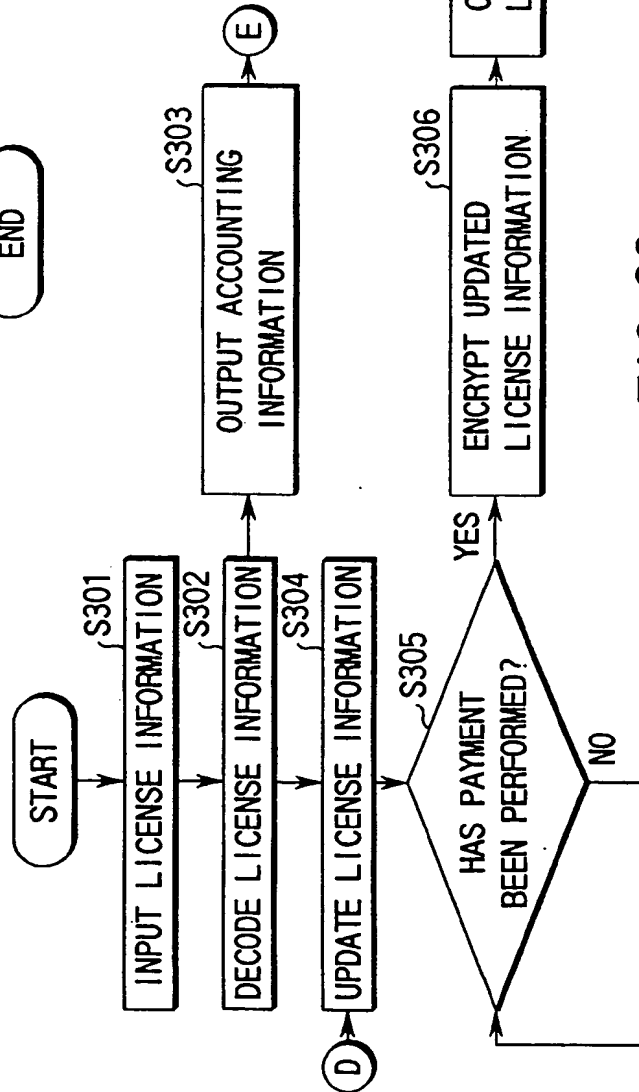 START
INPUT LICENSE INFORMATION
S301
DECODE LICENSE INFORMATION
S302
OUTPUT ACCOUNTING
INFORMATION
S303
E
D
UPDATE LICENSE INFORMATION
S304
HAS PAYMENT
BEEN PERFORMED?
S305
YES
NO
ENCRYPT UPDATED
LICENSE INFORMATION
S306
END